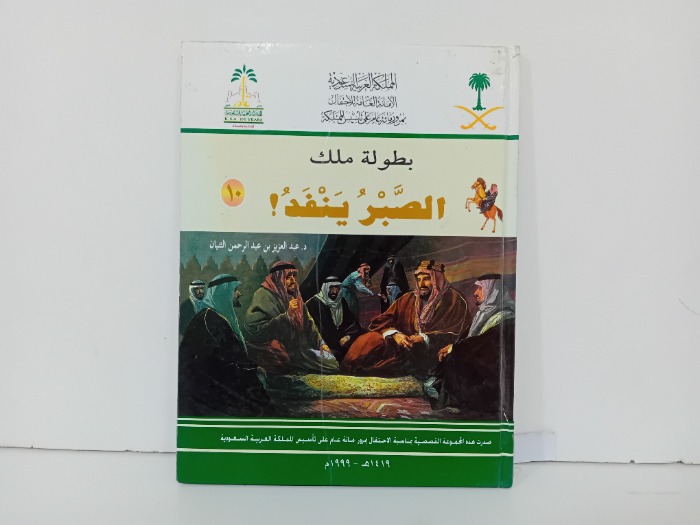 المملكة العربية السعودية
الأمانة العامة للاحتفال
بمرور مائة عام على تأسيس المملكة
K.S.A. 100 YEARS
بطولة ملك
الصَّبْرُ يَنْفَدُ!
١٠
د. عبد العزيز بن عبد الرحمن الثنيان
صدرت هذه المجموعة القصصية بمناسبة الاحتفال بمرور مائة عام على تأسيس المملكة العربية السعودية
١٤١٩هـ - ١٩٩٩م